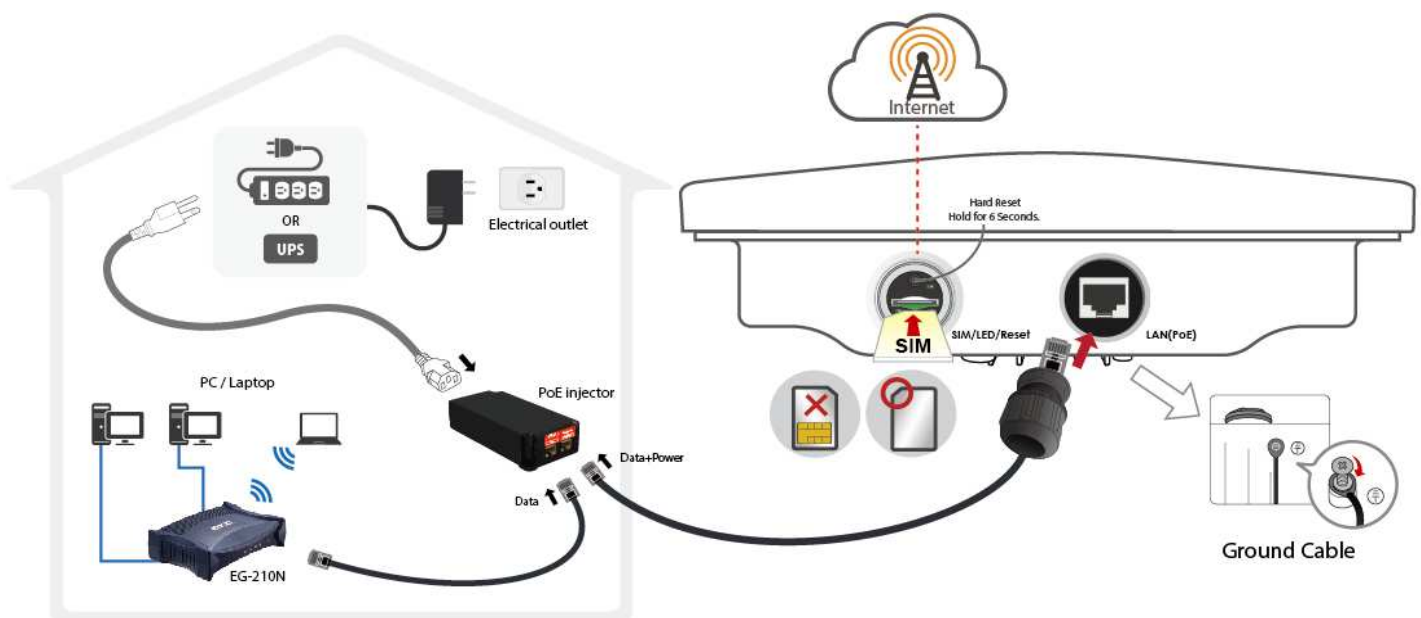 Internet
Hard Reset
Hold for 6 Seconds.
OR
UPS
Electrical outlet
SIM/LED/Reset
LAN(PoE)
SIM
PC / Laptop
PoE injector
Data+Power
Data
EG-210N
Ground Cable